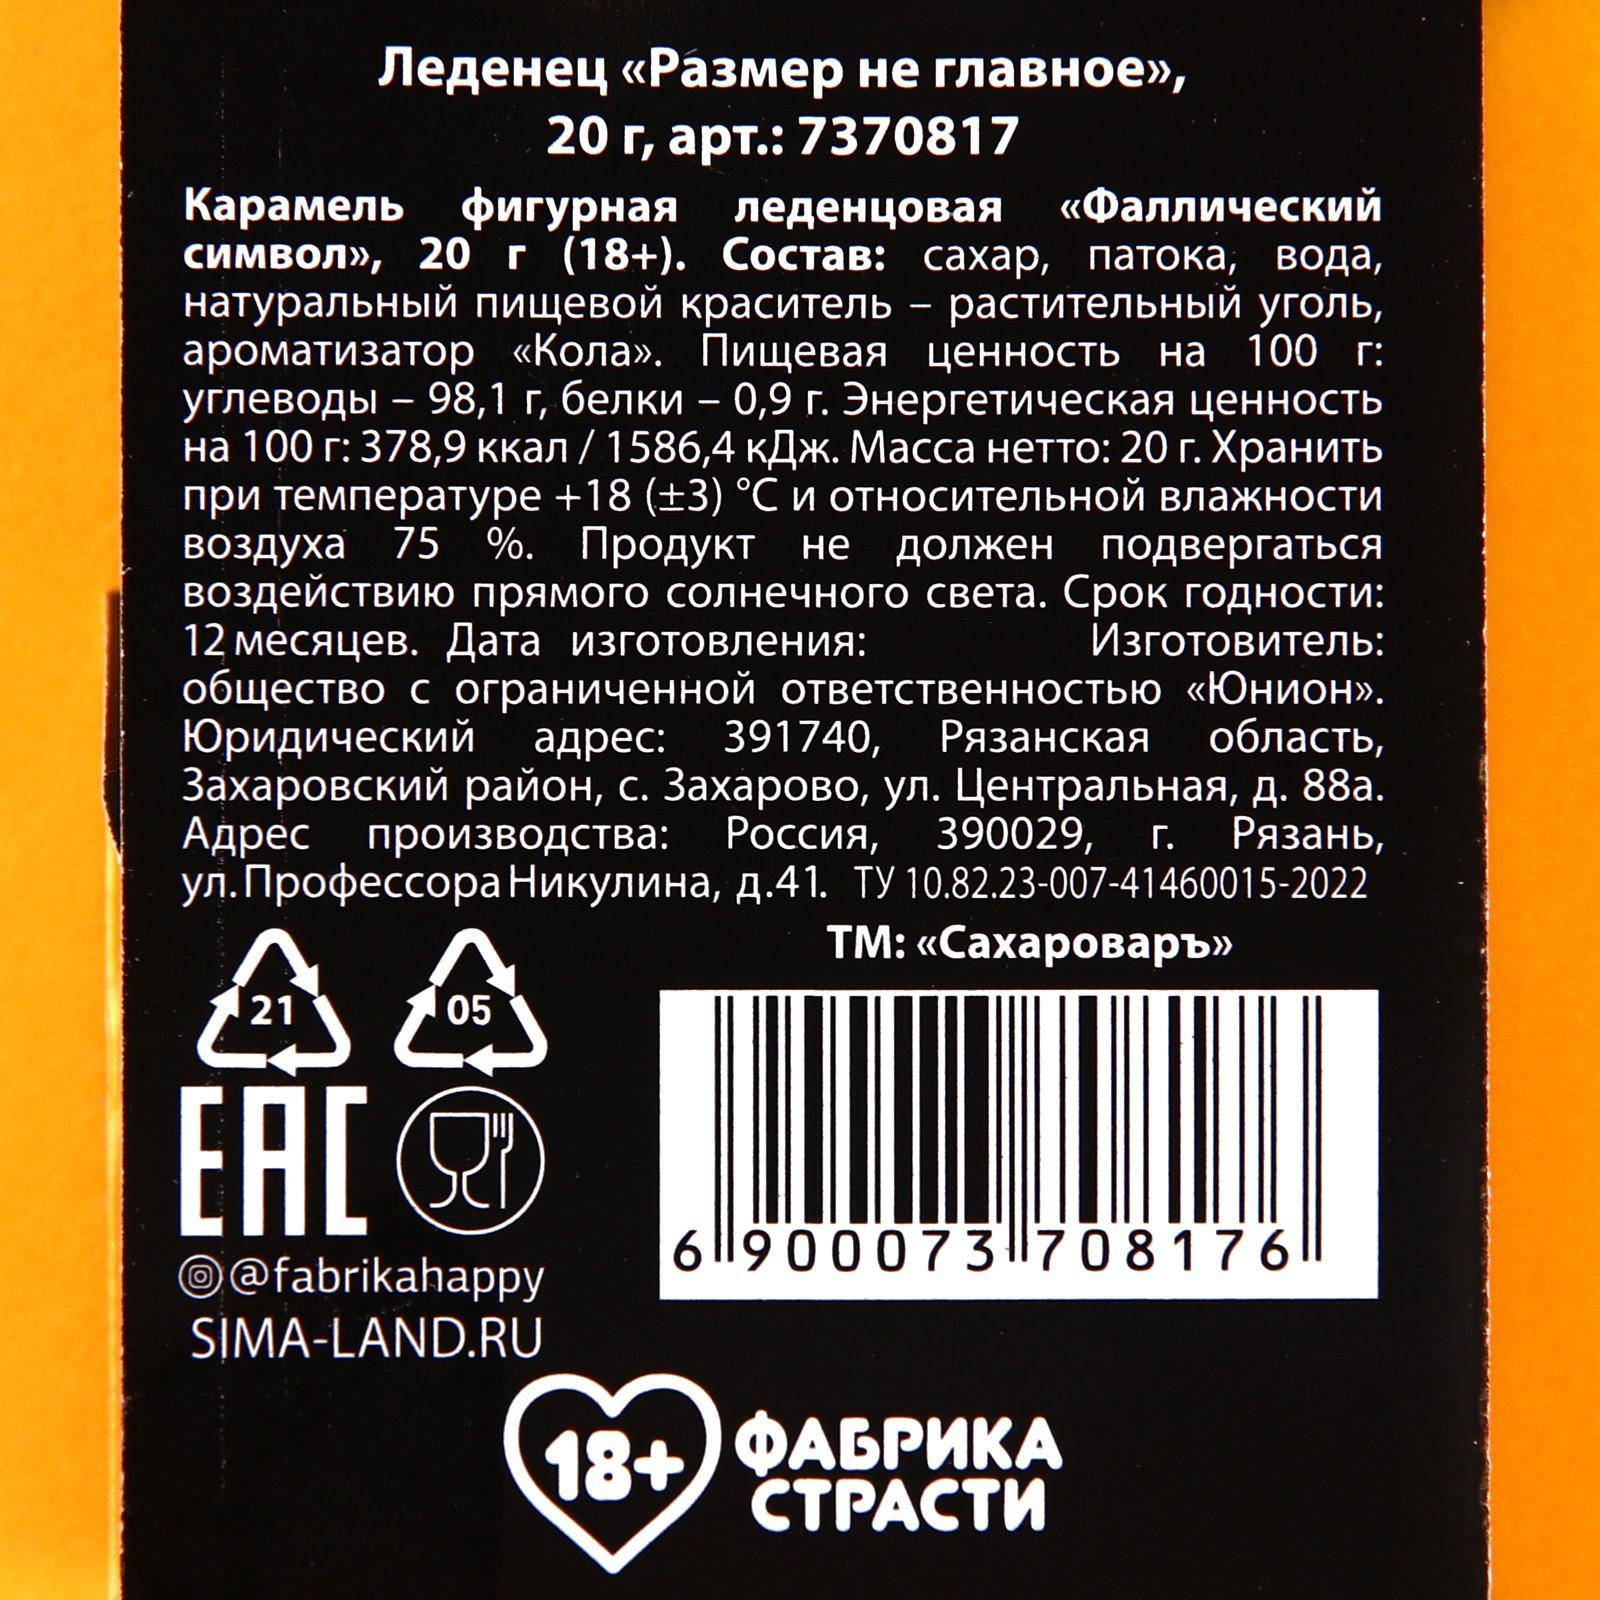 Леденец «Размер не главное»,
20 г, арт.: 7370817
Карамель фигурная леденцовая «Фаллический
символ», 20 г (18+). Состав: сахар, патока, вода,
натуральный пищевой краситель – растительный уголь,
ароматизатор «Кола». Пищевая ценность на 100 г:
углеводы – 98,1 г, белки – 0,9 г. Энергетическая ценность
на 100 г: 378,9 ккал / 1586,4 кДж. Масса нетто: 20 г. Хранить
при температуре +18 (±3) °С и относительной влажности
воздуха 75 %. Продукт не должен подвергаться
воздействию прямого солнечного света. Срок годности:
12 месяцев. Дата изготовления: Изготовитель:
общество с ограниченной ответственностью «Юнион».
Юридический адрес: 391740, Рязанская область,
Захаровский район, с. Захарово, ул. Центральная, д. 88а.
Адрес производства: Россия, 390029, г. Рязань,
ул. Профессора Никулина, д.41. ТУ 10.82.23-007-41460015-2022
ТМ: «Сахароваръ»
21
05
ЕАС
6 900073 708176
@fabrikahappy
SIMA-LAND.RU
18+
ФАБРИКА
СТРАСТИ